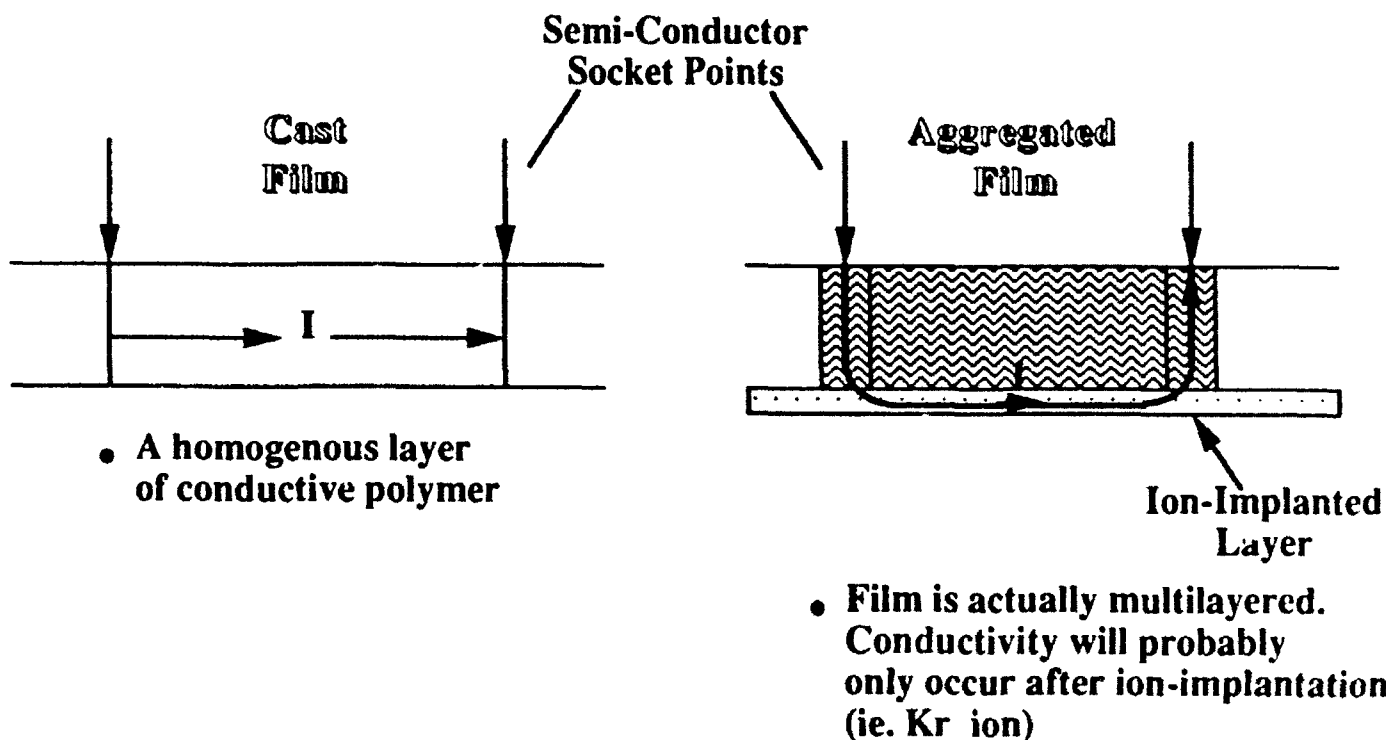 Semi-Conductor
Socket Points
Cast
Film
Aggregated
Film
I
I
• A homogenous layer
of conductive polymer
Ion-Implanted
Layer
• Film is actually multilayered.
Conductivity will probably
only occur after ion-implantation
(ie. Kr ion)